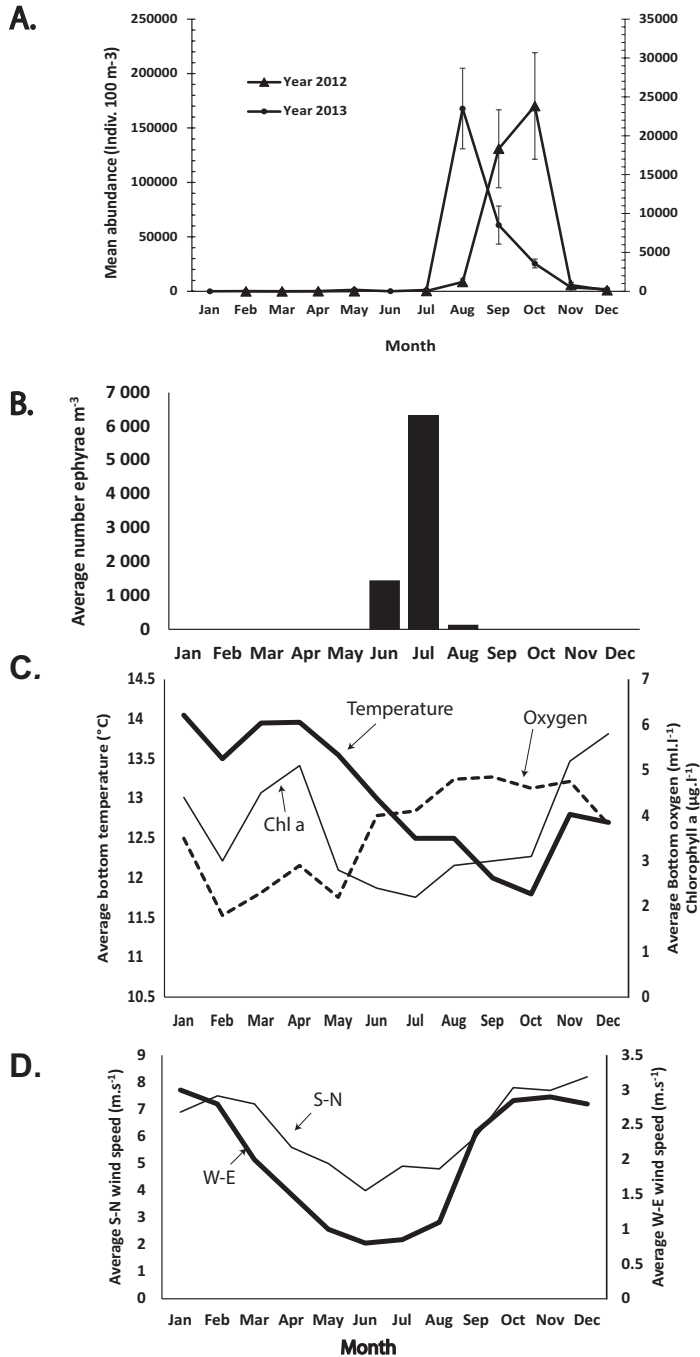 A.
Mean abundance (Indiv. 100 m-3)
250000
200000
150000
100000
50000
0
Year 2012
Year 2013
35000
30000
25000
20000
15000
10000
5000
0
Jan Feb Mar Apr May Jun Jul Aug Sep Oct Nov Dec
Month
B.
Average number ephyrae m-3
7 000
6 000
5 000
4 000
3 000
2 000
1 000
0
Jan Feb Mar Apr May Jun Jul Aug Sep Oct Nov Dec
C.
Average bottom temperature (°C)
14.5
14
13.5
13
12.5
12
11.5
11
10.5
Temperature
Oxygen
Chl a
7
6
5
4
3
2
1
0
Average Bottom oxygen (ml.l-1)
Chlorophyll a (µg.l-1)
Jan Feb Mar Apr May Jun Jul Aug Sep Oct Nov Dec
D.
Average S-N wind speed (m.s-1)
9
8
7
6
5
4
3
2
1
0
S-N
W-E
3.5
3
2.5
2
1.5
1
0.5
0
Average W-E wind speed (m.s-1)
Jan Feb Mar Apr May Jun Jul Aug Sep Oct Nov Dec
Month